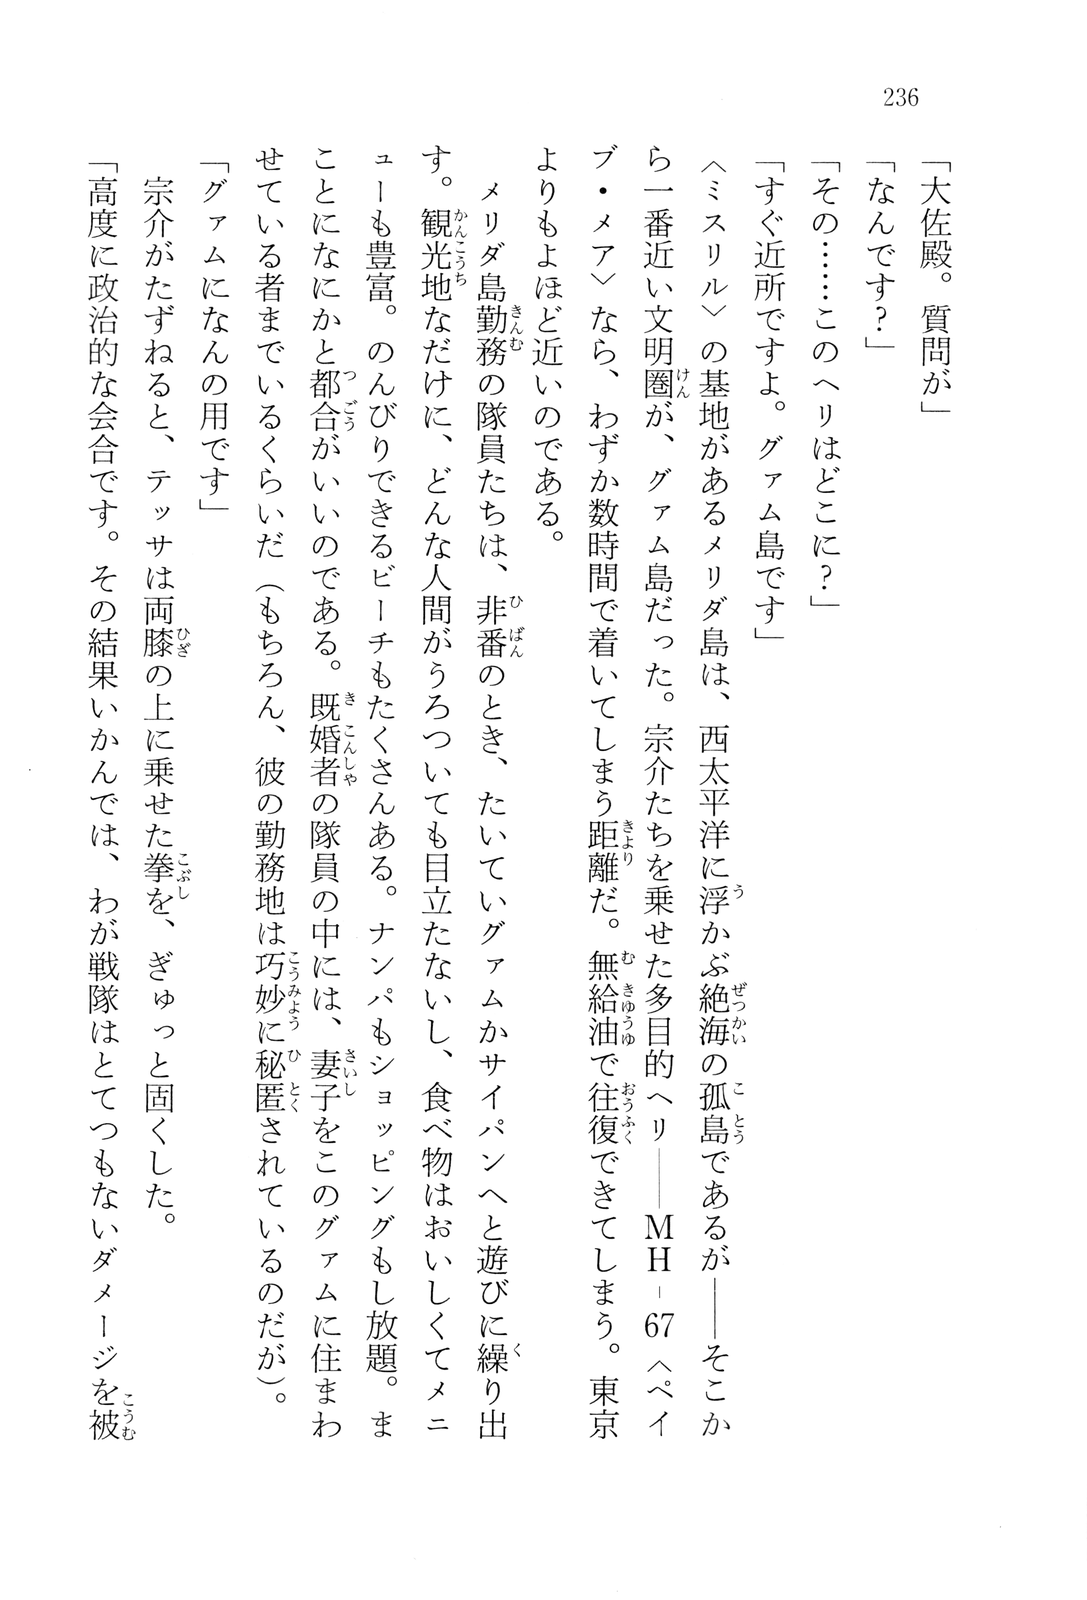 236
「大佐殿。質問が」
「なんです?」
「その……このヘリはどこに?」
「すぐ近所ですよ。グァム島です」
〈ミスリル〉の基地があるメリダ島は、西太平洋に浮かぶ絶海の孤島であるが――そこか
ら一番近い文明圏が、グァム島だった。宗介たちを乗せた多目的ヘリ――MH-67〈ペイ
ブ・メア〉なら、わずか数時間で着いてしまう距離だ。無給油で往復できてしまう。東京
よりもよほど近いのである。
メリダ島勤務の隊員たちは、非番のとき、たいていグァムかサイパンへと遊びに繰り出
す。観光地なだけに、どんな人間がうろついても目立たないし、食べ物はおいしくてメニ
ューも豊富。のんびりできるビーチもたくさんある。ナンパもショッピングもし放題。ま
ことになにかと都合がいいのである。既婚者の隊員の中には、妻子をこのグァムに住まわ
せている者までいるくらいだ(もちろん、彼の勤務地は巧妙に秘匿されているのだが)。
「グァムになんの用です」
宗介がたずねると、テッサは両膝の上に乗せた拳を、ぎゅっと固くした。
「高度に政治的な会合です。その結果いかんでは、わが戦隊はとてつもないダメージを被